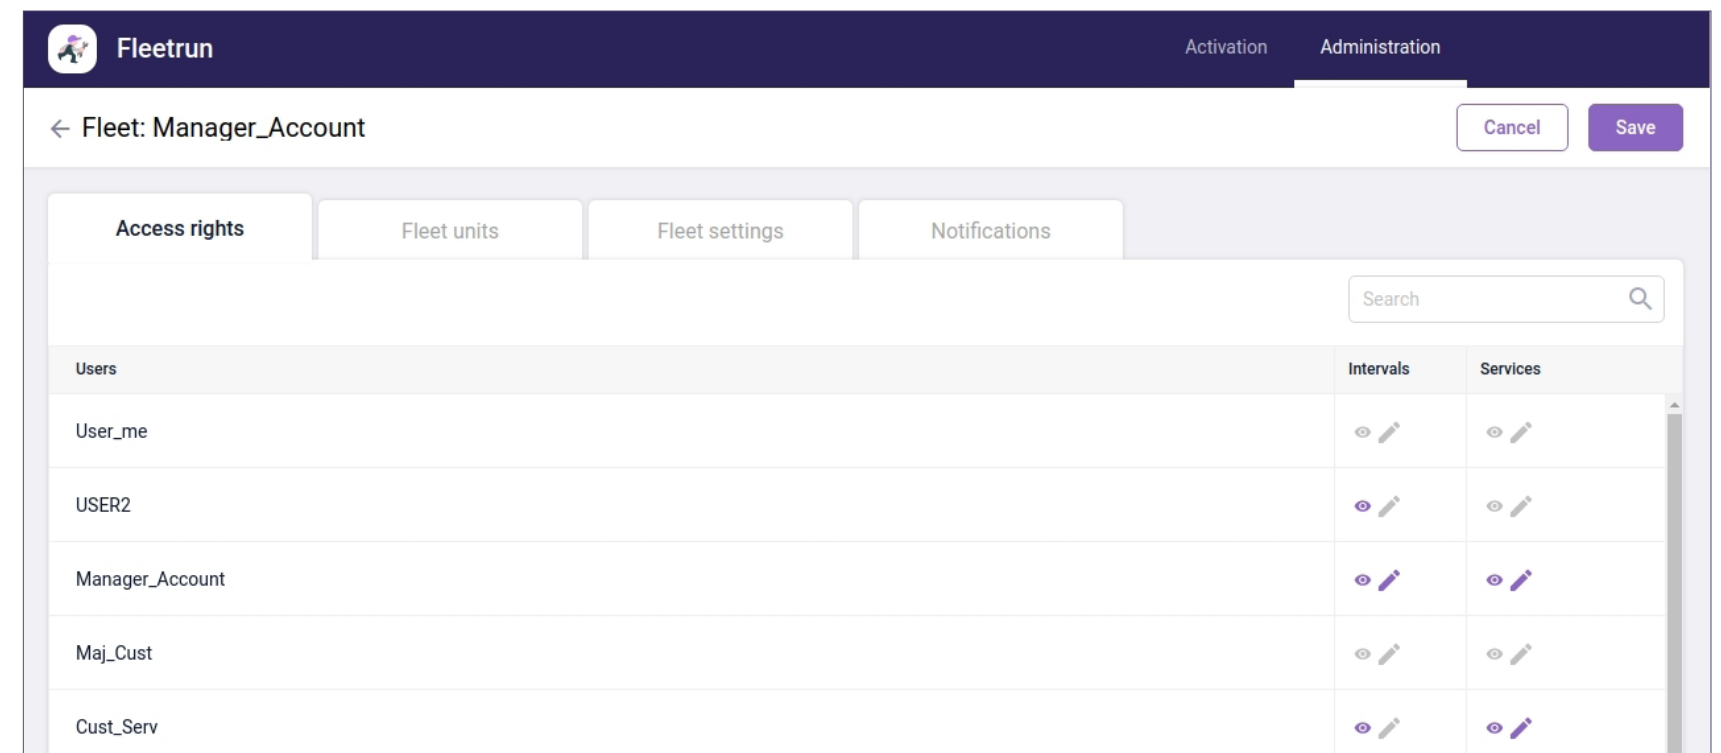 Fleetrun
Activation
Administration
Fleet: Manager_Account
Cancel
Save
Access rights
Fleet units
Fleet settings
Notifications
Search
Users
Intervals
Services
User_me
USER2
Manager_Account
Maj_Cust
Cust_Serv